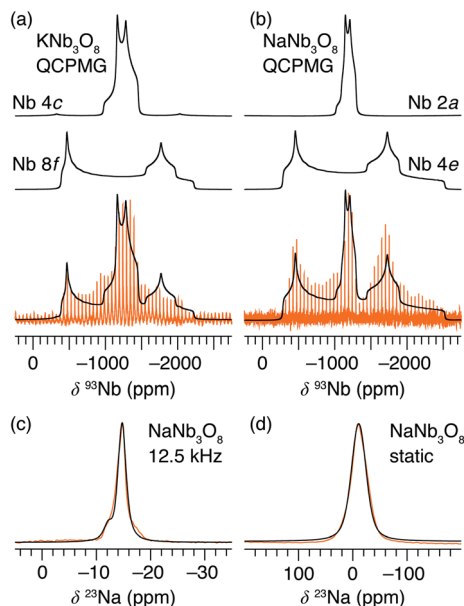 (a)
KNb₃O₈
QCPMG
Nb 4c
Nb 8f
0 −1000 −2000
δ ⁹³Nb (ppm)
(b)
NaNb₃O₈
QCPMG
Nb 2a
Nb 4e
0 −1000 −2000
δ ⁹³Nb (ppm)
(c)
NaNb₃O₈
12.5 kHz
0 −10 −20 −30
δ ²³Na (ppm)
(d)
NaNb₃O₈
static
100 0 −100
δ ²³Na (ppm)